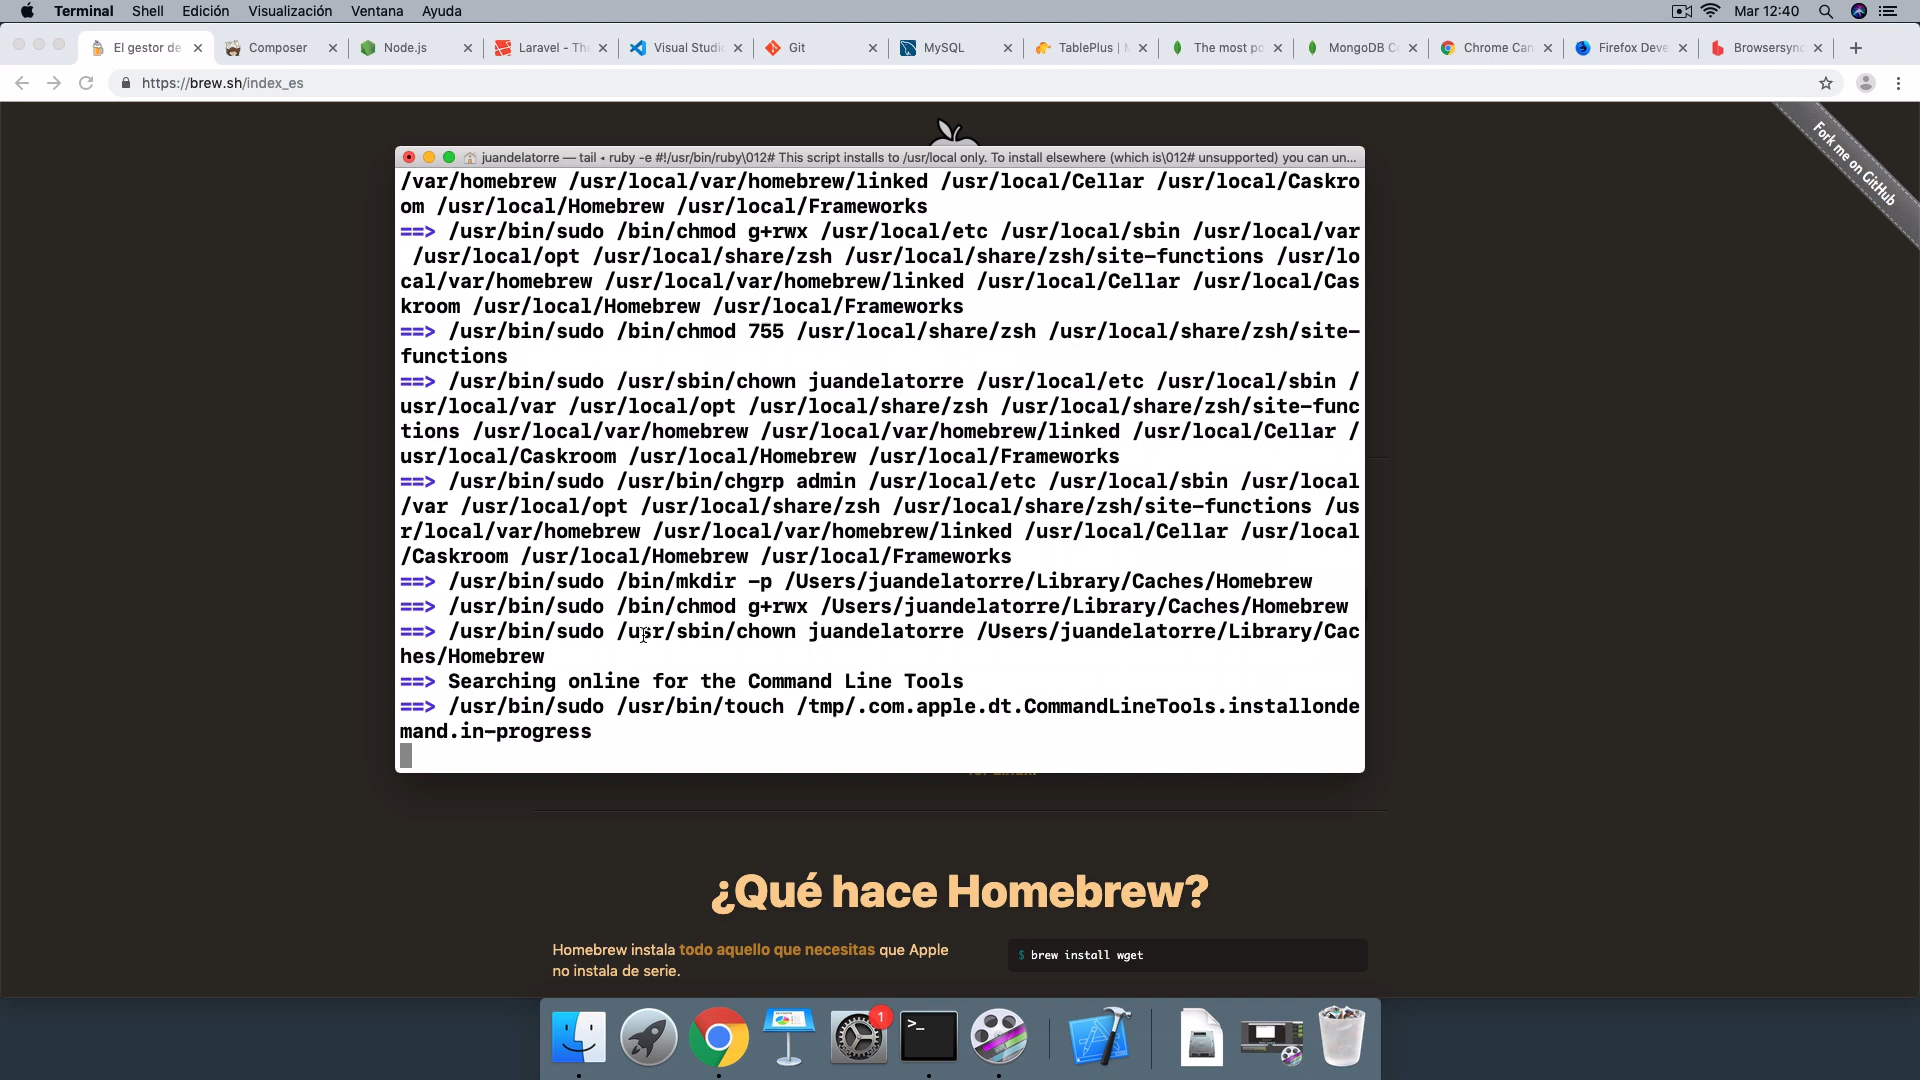 Terminal Shell Edición Visualización Ventana Ayuda Mar 12:40
El gestor de Composer Node.js Laravel - Th Visual Studi Git MySQL TablePlus | The most po MongoDB C Chrome Can Firefox Deve Browsersync
https://brew.sh/index_es
Fork me on GitHub
juandelatorre — tail ◂ ruby -e #!/usr/bin/ruby\012# This script installs to /usr/local only. To install elsewhere (which is\012# unsupported) you can un...
/var/homebrew /usr/local/var/homebrew/linked /usr/local/Cellar /usr/local/Caskro
om /usr/local/Homebrew /usr/local/Frameworks
==> /usr/bin/sudo /bin/chmod g+rwx /usr/local/etc /usr/local/sbin /usr/local/var
/usr/local/opt /usr/local/share/zsh /usr/local/share/zsh/site-functions /usr/lo
cal/var/homebrew /usr/local/var/homebrew/linked /usr/local/Cellar /usr/local/Cas
kroom /usr/local/Homebrew /usr/local/Frameworks
==> /usr/bin/sudo /bin/chmod 755 /usr/local/share/zsh /usr/local/share/zsh/site-
functions
==> /usr/bin/sudo /usr/sbin/chown juandelatorre /usr/local/etc /usr/local/sbin /
usr/local/var /usr/local/opt /usr/local/share/zsh /usr/local/share/zsh/site-func
tions /usr/local/var/homebrew /usr/local/var/homebrew/linked /usr/local/Cellar /
usr/local/Caskroom /usr/local/Homebrew /usr/local/Frameworks
==> /usr/bin/sudo /usr/bin/chgrp admin /usr/local/etc /usr/local/sbin /usr/local
/var /usr/local/opt /usr/local/share/zsh /usr/local/share/zsh/site-functions /us
r/local/var/homebrew /usr/local/var/homebrew/linked /usr/local/Cellar /usr/local
/Caskroom /usr/local/Homebrew /usr/local/Frameworks
==> /usr/bin/sudo /bin/mkdir -p /Users/juandelatorre/Library/Caches/Homebrew
==> /usr/bin/sudo /bin/chmod g+rwx /Users/juandelatorre/Library/Caches/Homebrew
==> /usr/bin/sudo /usr/sbin/chown juandelatorre /Users/juandelatorre/Library/Cac
hes/Homebrew
==> Searching online for the Command Line Tools
==> /usr/bin/sudo /usr/bin/touch /tmp/.com.apple.dt.CommandLineTools.installonde
mand.in-progress
¿Qué hace Homebrew?
Homebrew instala todo aquello que necesitas que Apple
no instala de serie.
$ brew install wget
1
>_